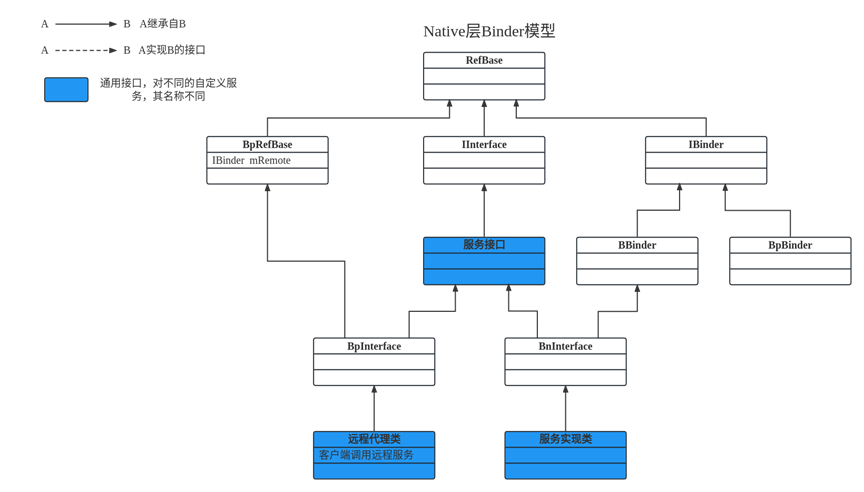 Native层Binder模型
A B A继承自B
A B A实现B的接口
通用接口，对不同的自定义服
务，其名称不同
RefBase
BpRefBase
IBinder mRemote
IInterface
IBinder
服务接口
BBinder
BpBinder
BpInterface
BnInterface
远程代理类
客户端调用远程服务
服务实现类